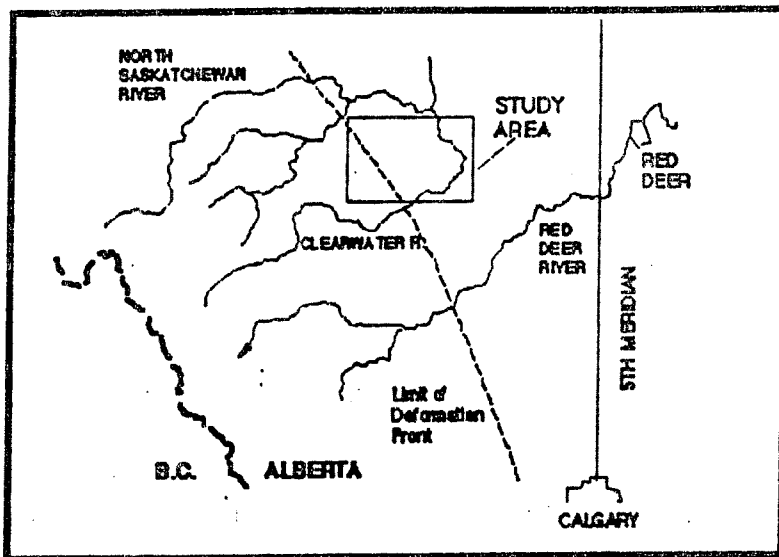 NORTH
SASKATCHEWAN
RIVER
STUDY
AREA
RED
DEER
CLEARWATER R.
RED
DEER
RIVER
5TH MERIDIAN
Limit of
Deformation
Front
B.C.
ALBERTA
CALGARY